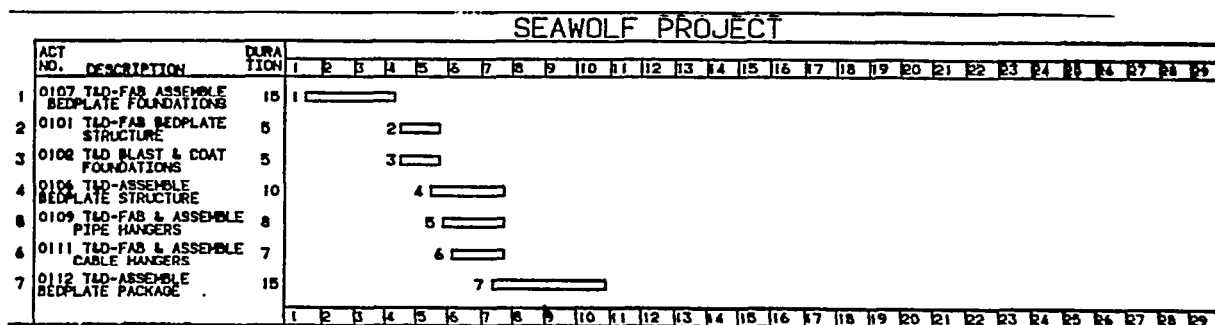 SEAWOLF PROJECT
ACT DURA
NO. DESCRIPTION TION 1 2 3 4 5 6 7 8 9 10 11 12 13 14 15 16 17 18 19 20 21 22 23 24 25 26 27 28 29
1 0107 T&D-FAB ASSEMBLE 15 1
BEDPLATE FOUNDATIONS
2 0101 T&D-FAB BEDPLATE 5 2
STRUCTURE
3 0102 T&D BLAST & COAT 5 3
FOUNDATIONS
4 0106 T&D-ASSEMBLE 10 4
BEDPLATE STRUCTURE
5 0109 T&D-FAB & ASSEMBLE 8 5
PIPE HANGERS
6 0111 T&D-FAB & ASSEMBLE 7 6
CABLE HANGERS
7 0112 T&D-ASSEMBLE 15 7
BEDPLATE PACKAGE
1 2 3 4 5 6 7 8 9 10 11 12 13 14 15 16 17 18 19 20 21 22 23 24 25 26 27 28 29